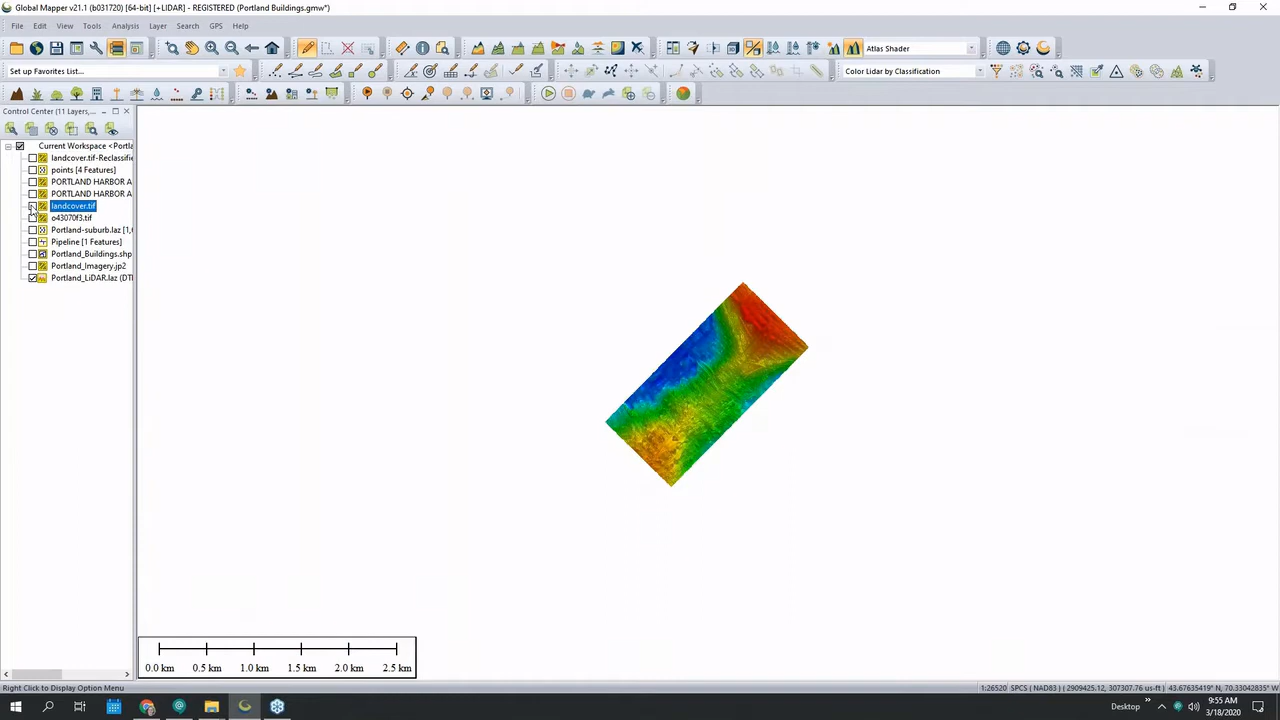 Global Mapper v21.1 (b031720) [64-bit] [+LIDAR] - REGISTERED (Portland Buildings.gmw*)
File Edit View Tools Analysis Layer Search GPS Help
Atlas Shader
Set up Favorites List...
Color Lidar by Classification
Control Center (11 Layers,...
Current Workspace <Portla
landcover.tif-Reclassifie
points [4 Features]
PORTLAND HARBOR A
PORTLAND HARBOR A
landcover.tif
o43070f3.tif
Portland-suburb.laz [1,
Pipeline [1 Features]
Portland_Buildings.shp
Portland_Imagery.jp2
Portland_LiDAR.laz (DT
0.0 km 0.5 km 1.0 km 1.5 km 2.0 km 2.5 km
Right Click to Display Option Menu
1:26520 SPCS (NAD83) ( 2909425.12, 307307.76 us-ft ) 43.67635419° N, 70.33042835° W
Desktop
9:55 AM
3/18/2020